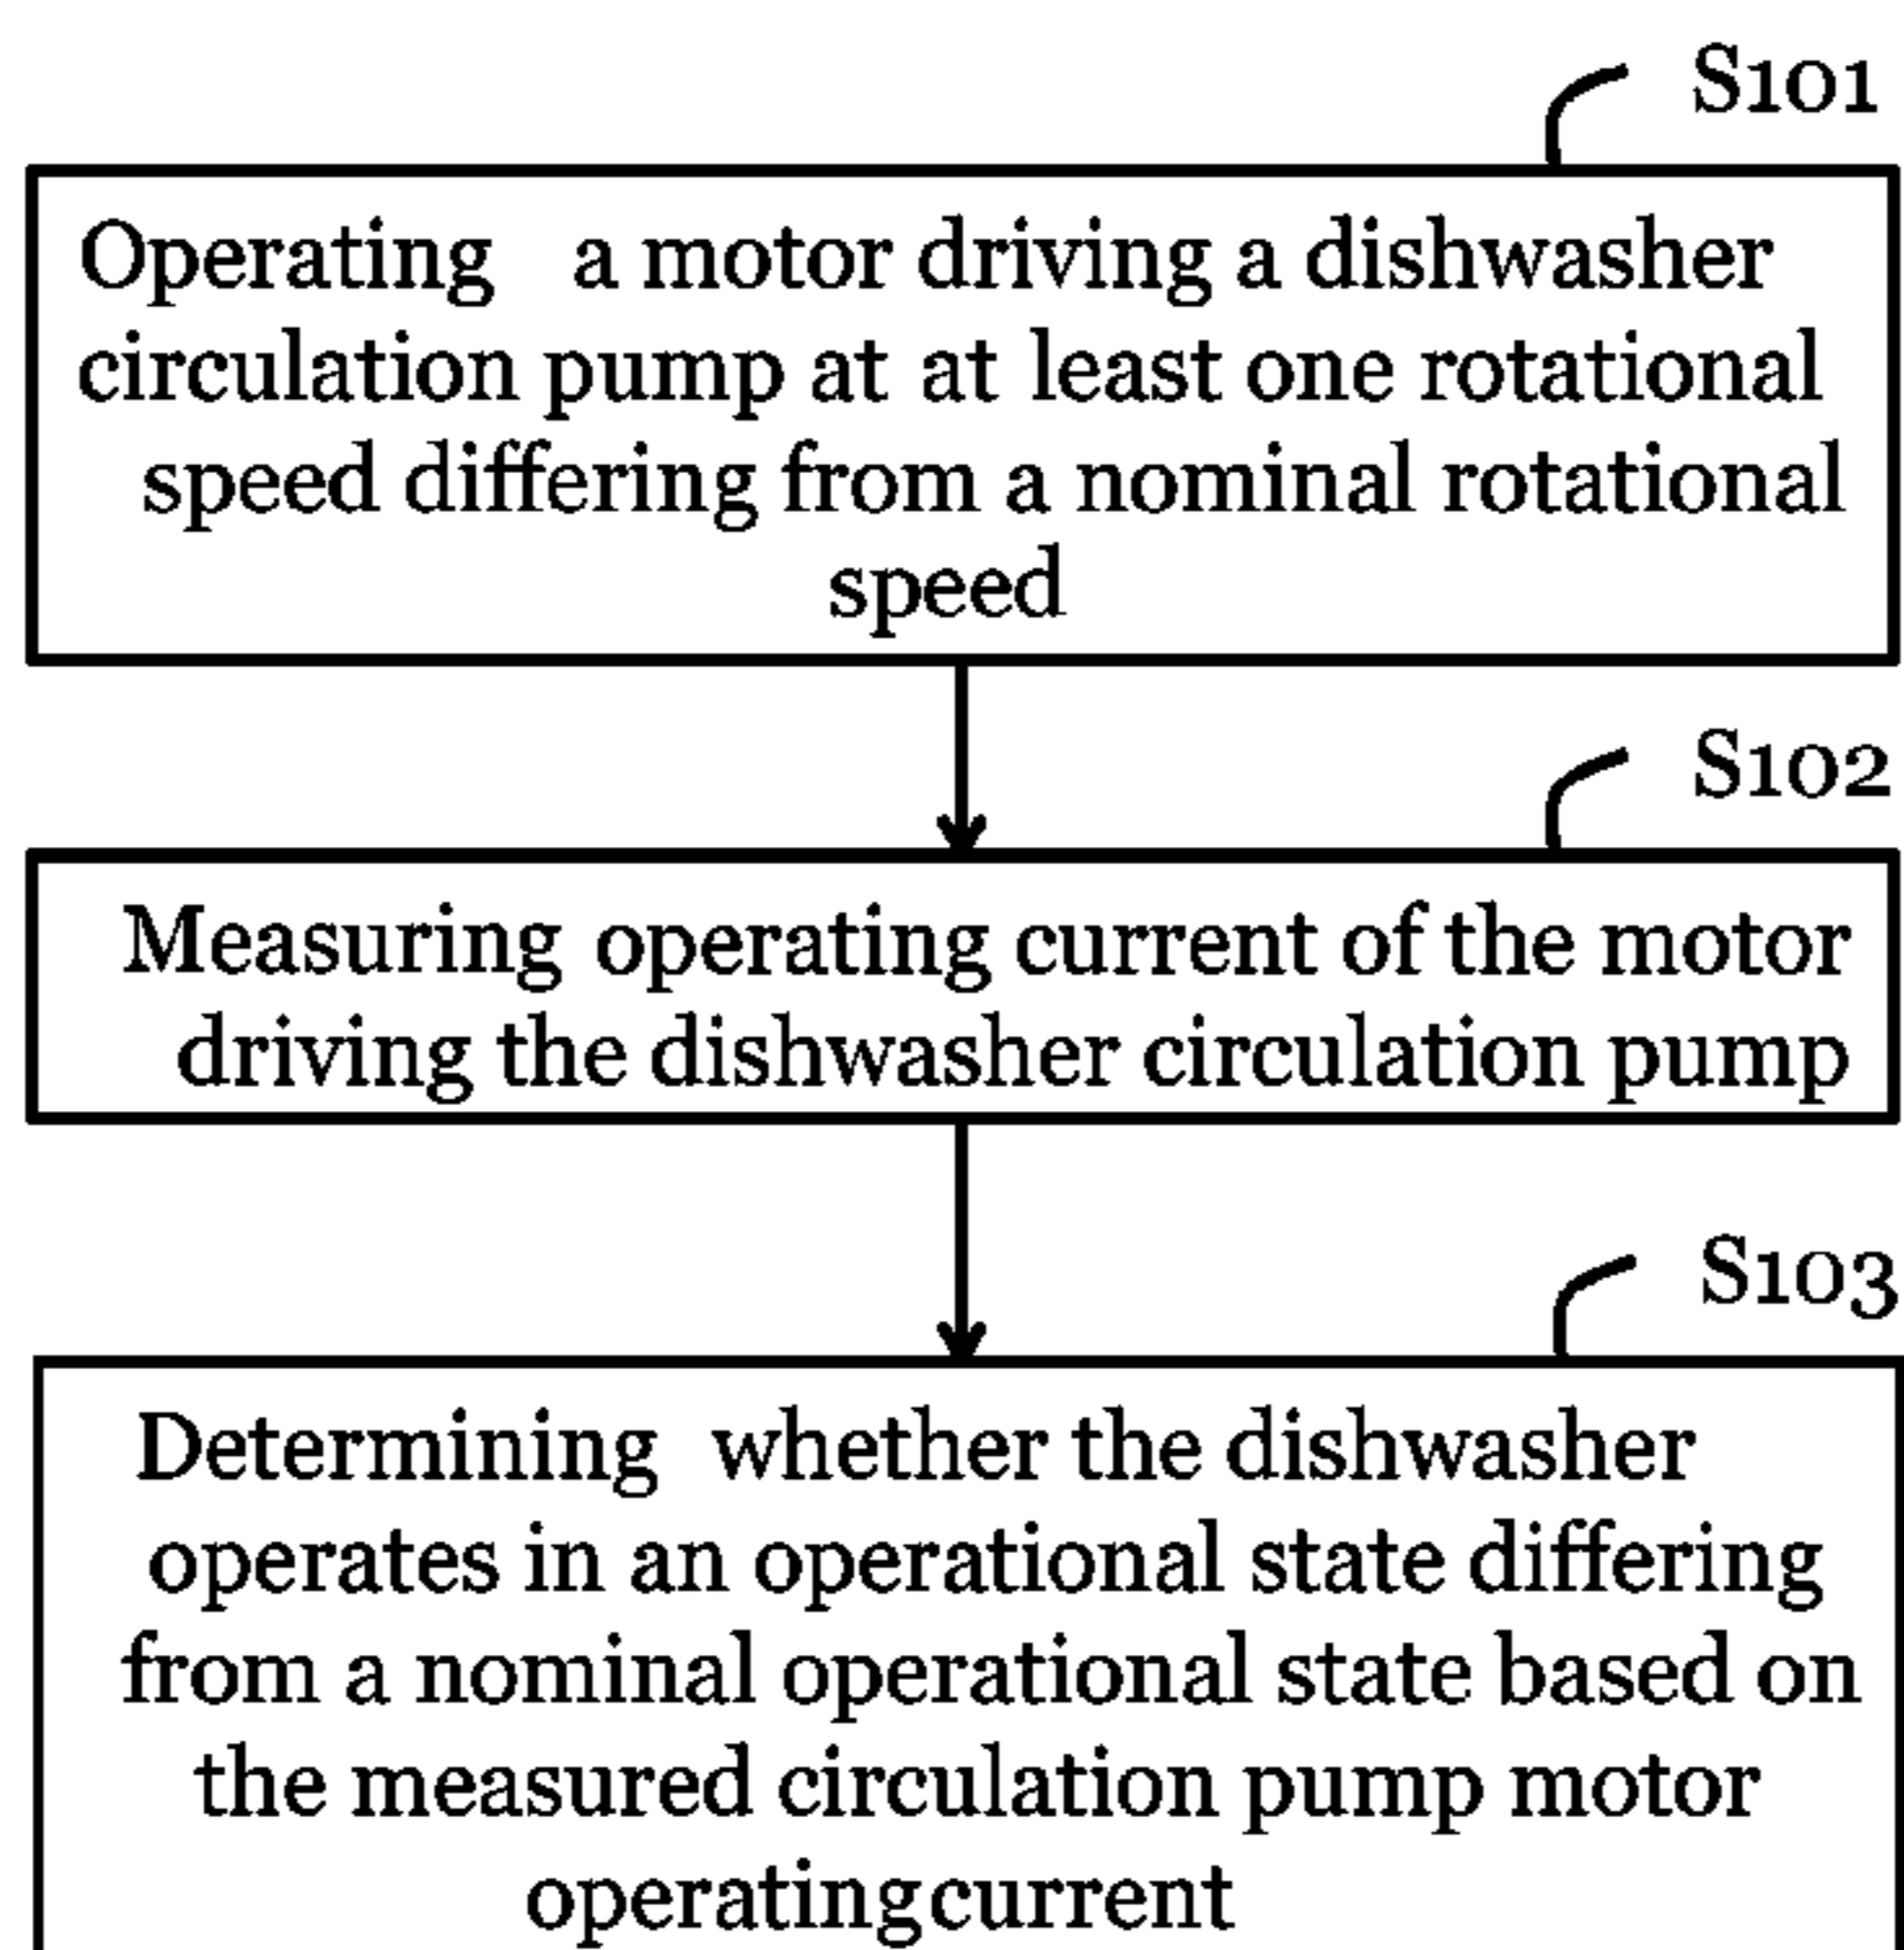 S101
Operating a motor driving a dishwasher
circulation pump at at least one rotational
speed differing from a nominal rotational
speed
S102
Measuring operating current of the motor
driving the dishwasher circulation pump
S103
Determining whether the dishwasher
operates in an operational state differing
from a nominal operational state based on
the measured circulation pump motor
operatingcurrent